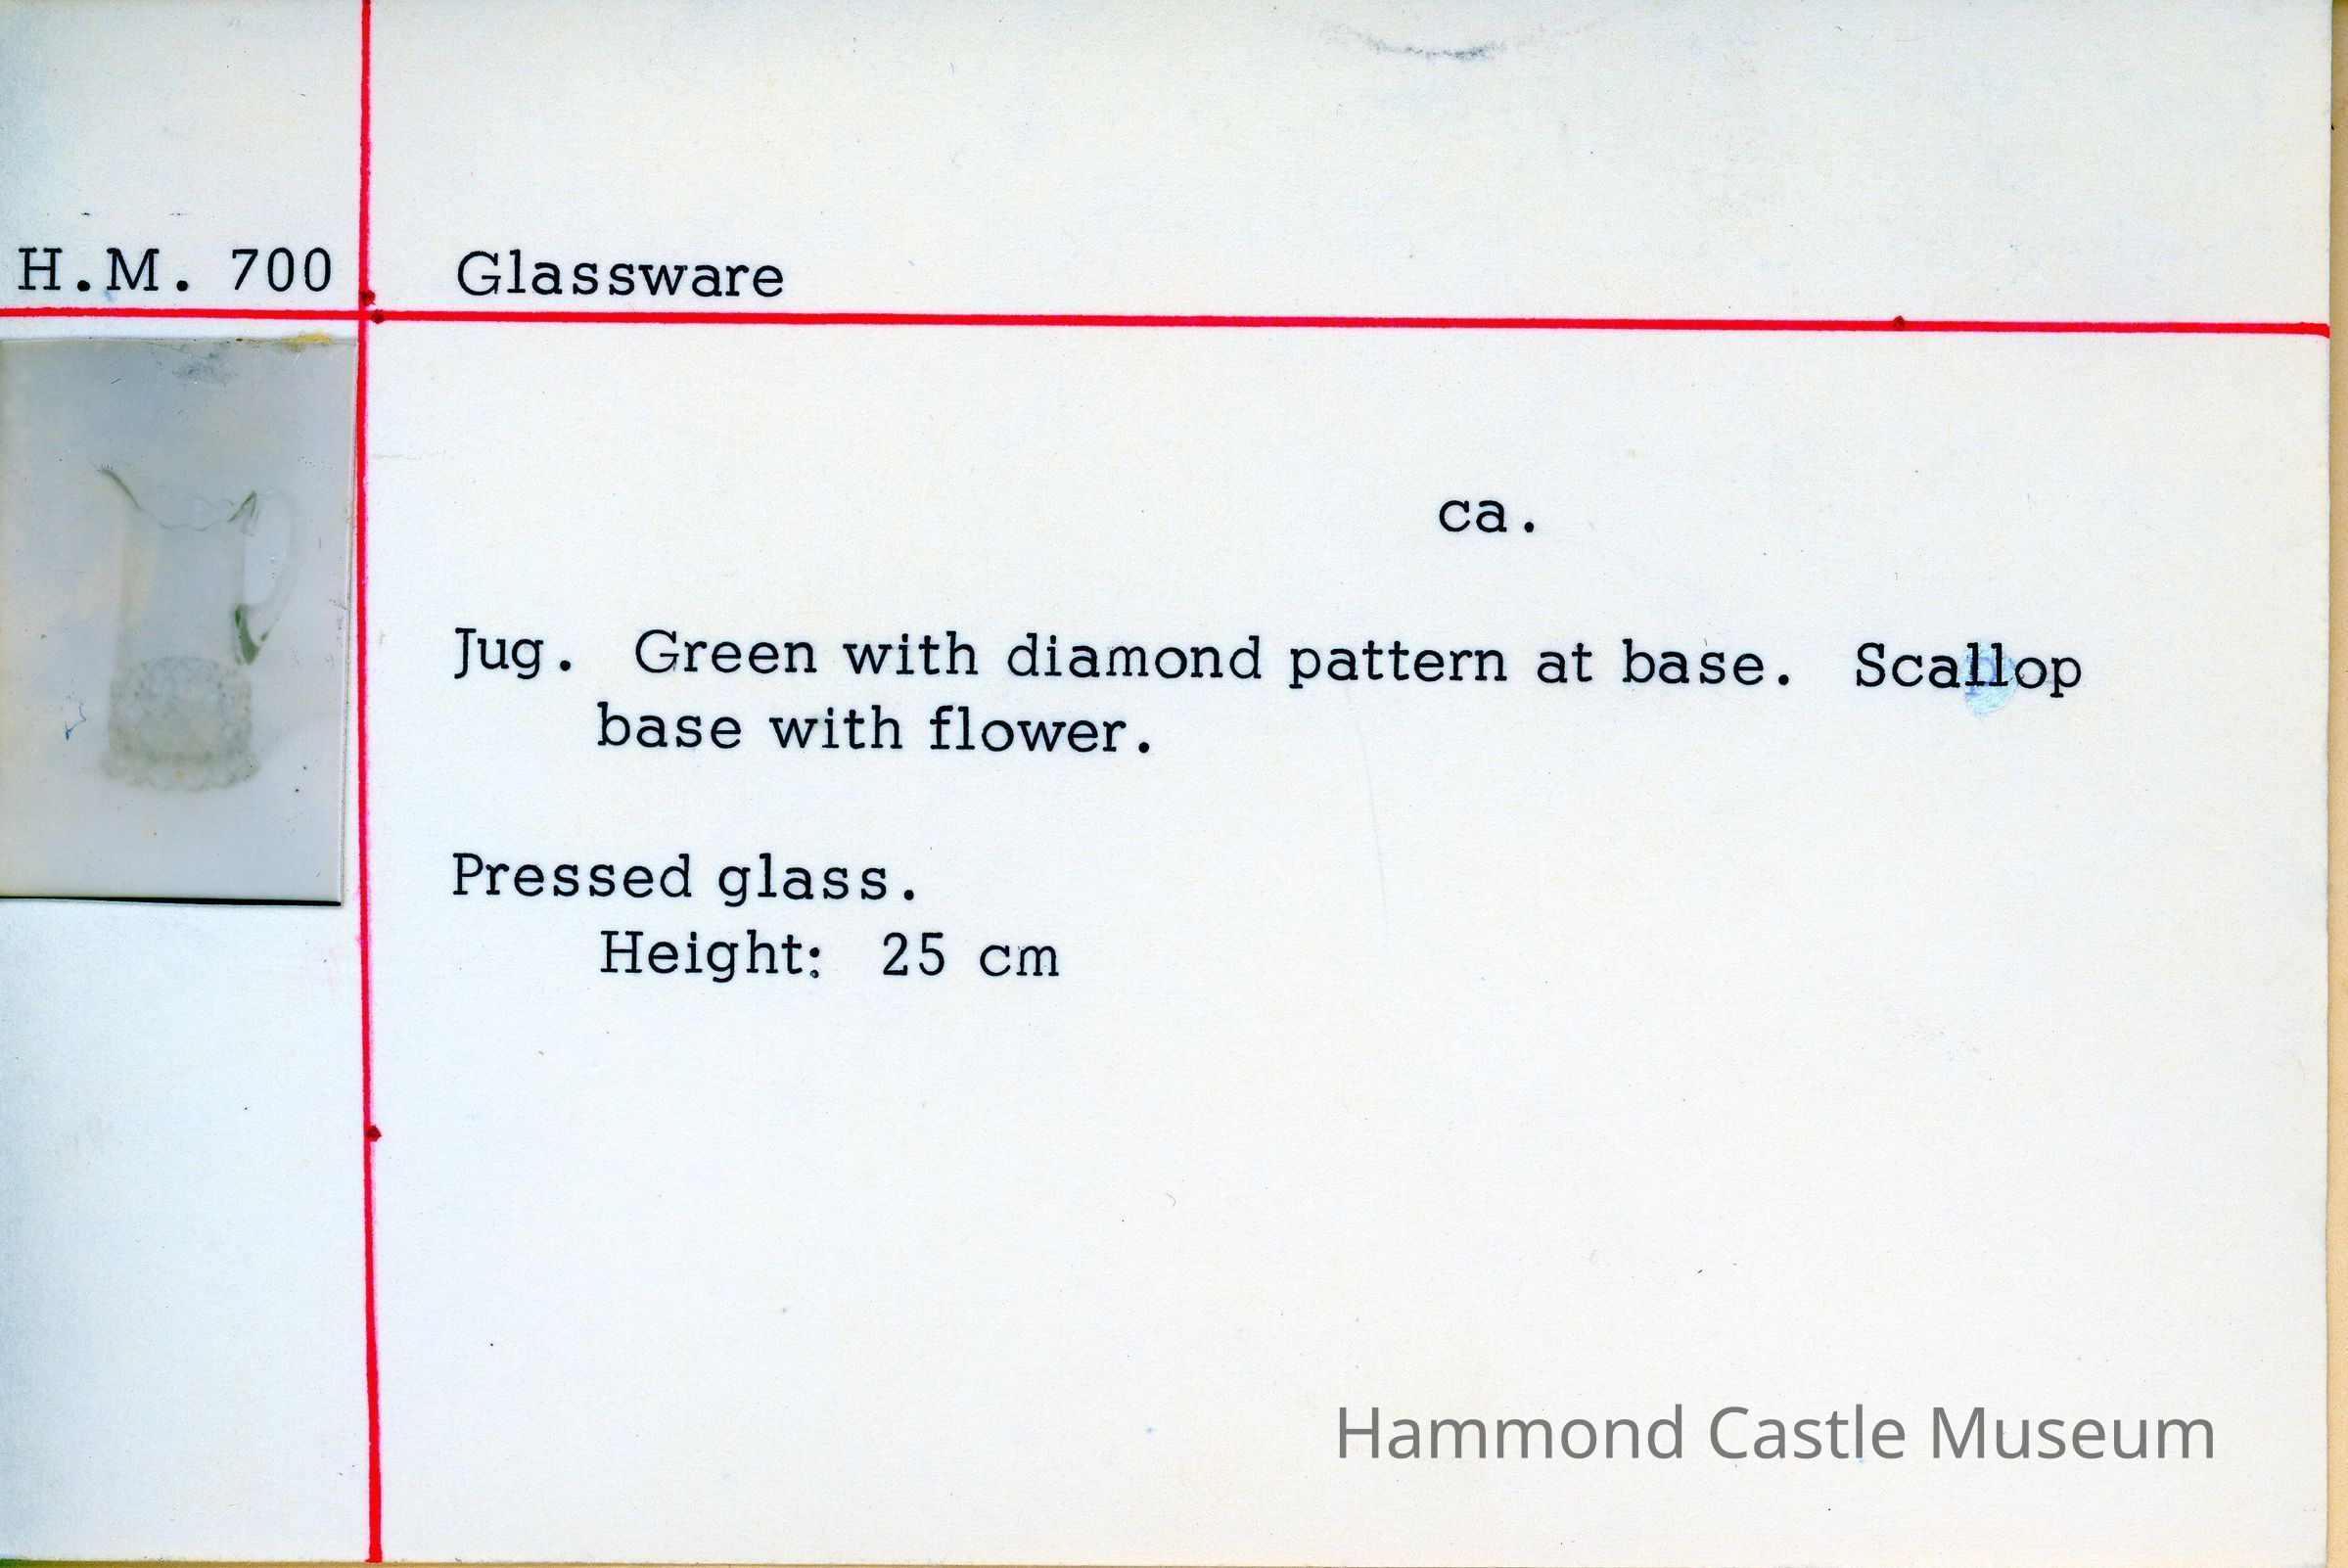 H.M. 700 Glassware
ca.
Jug. Green with diamond pattern at base. Scallop
base with flower.
Pressed glass.
Height: 25 cm
Hammond Castle Museum